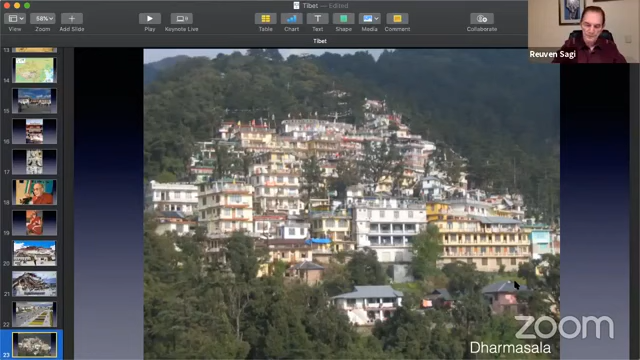 Tibet — Edited
View
58%
Zoom
Add Slide
Play
Keynote Live
Table
Chart
Text
Shape
Media
Comment
Collaborate
Tibet
Reuven Sagi
13
14
15
16
17
18
19
20
21
22
23
Dharmasala
zoom